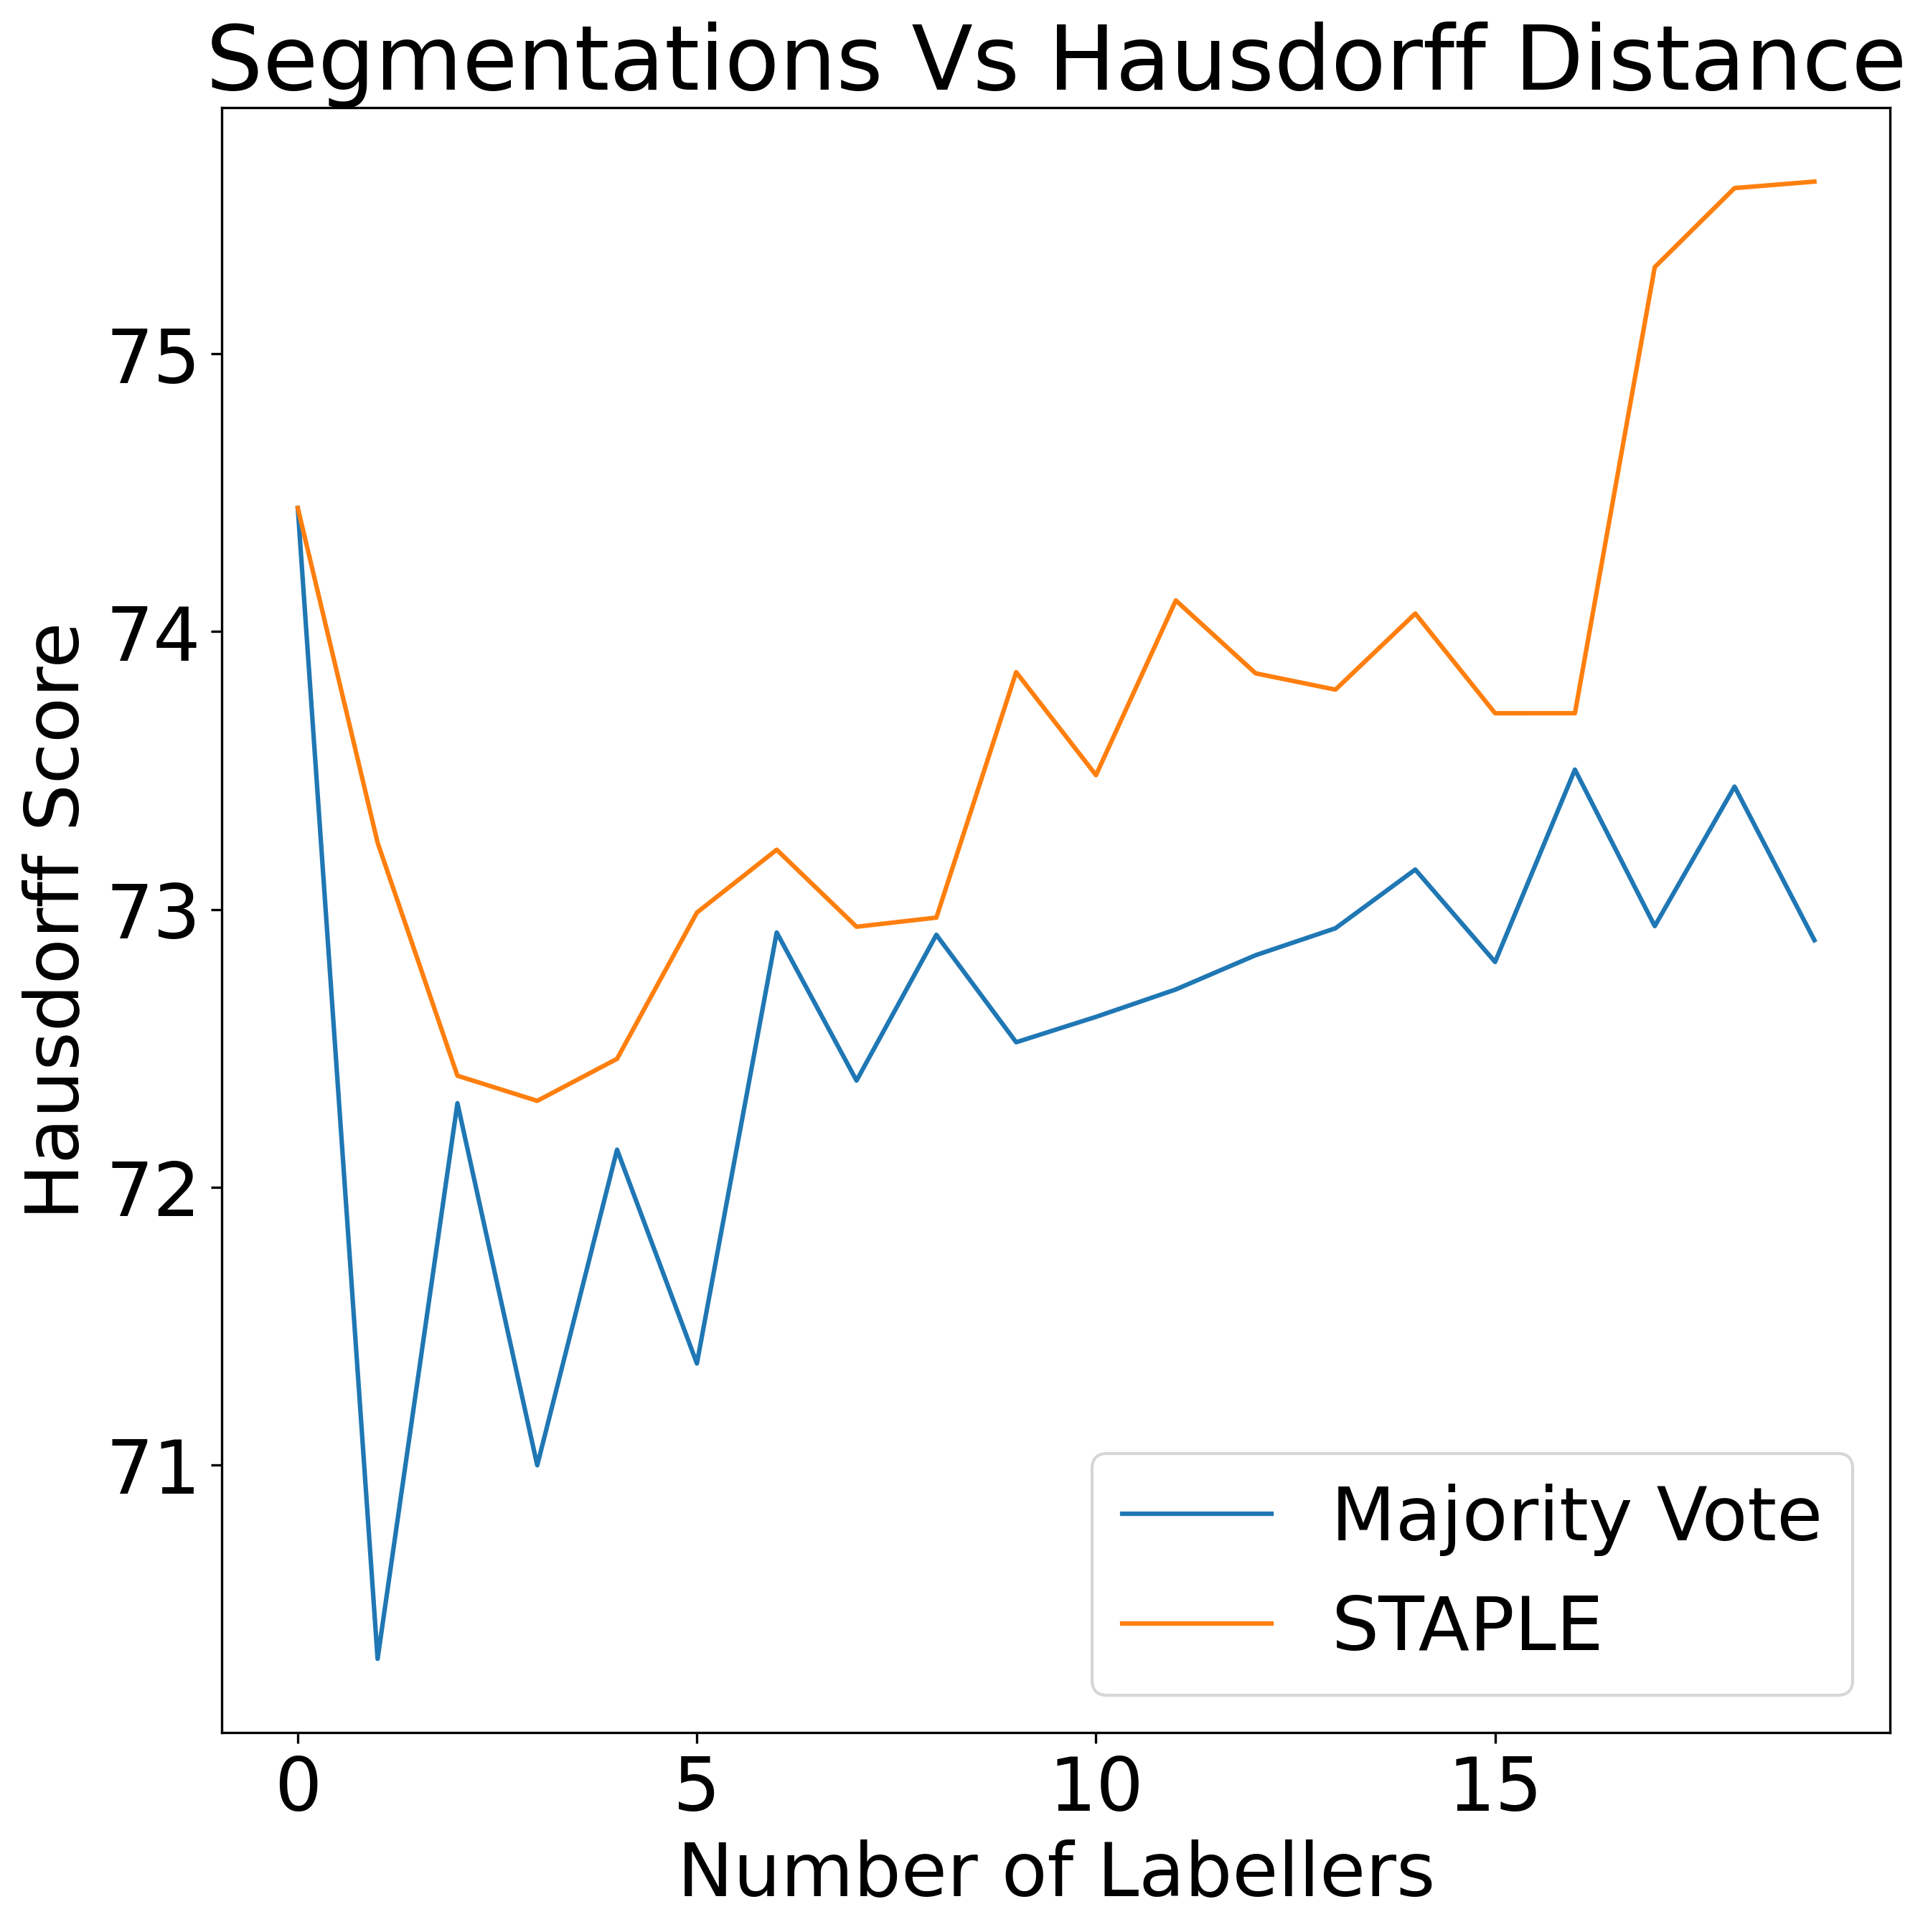 Segmentations Vs Hausdorff Distance
Hausdorff Score
75
74
73
72
71
Majority Vote
STAPLE
0 5 10 15
Number of Labellers